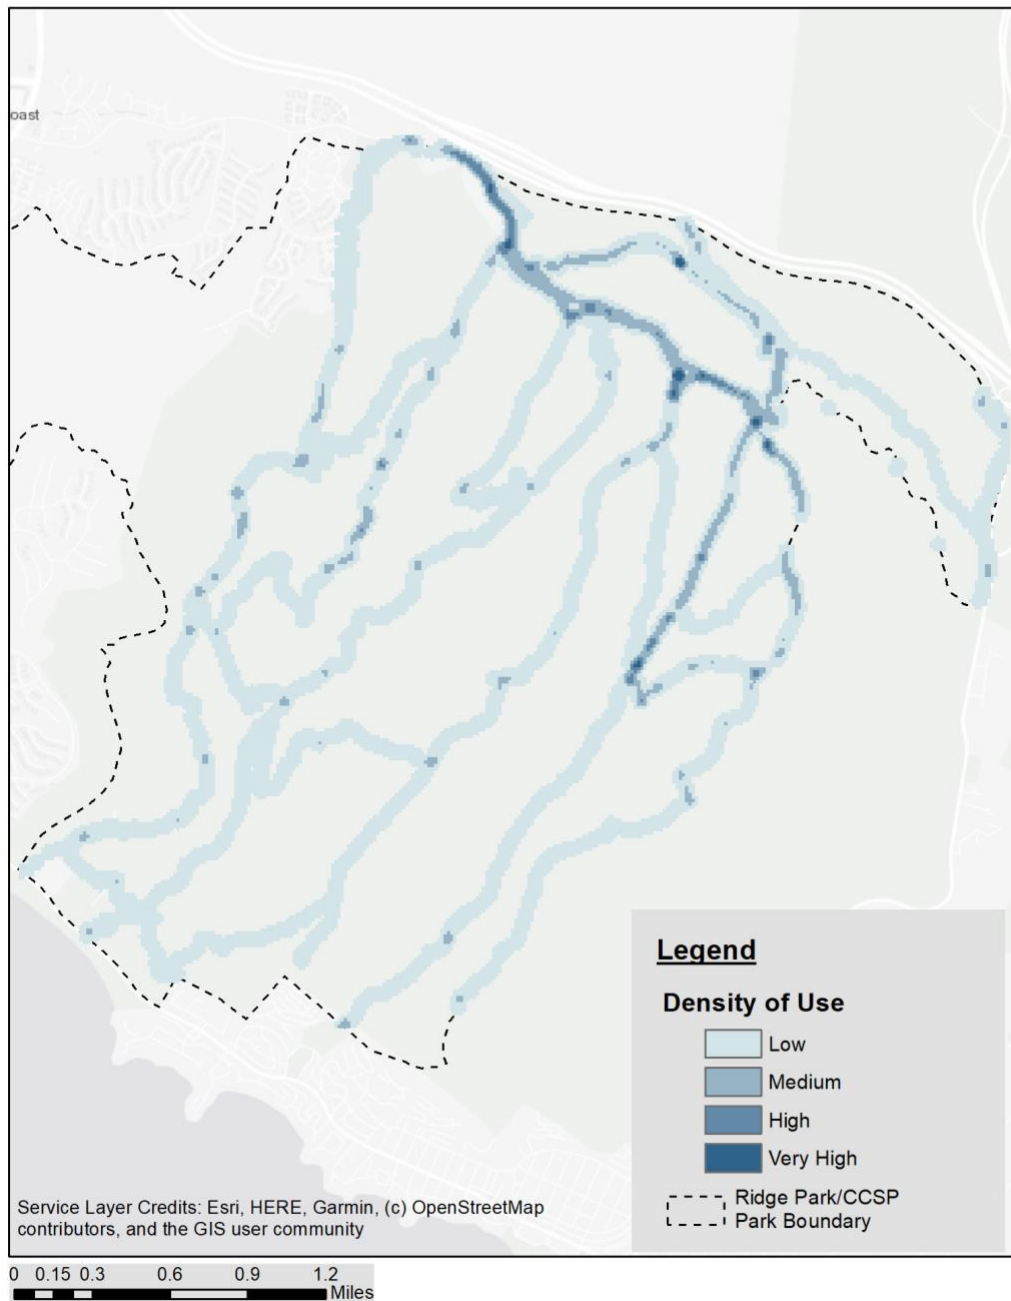 oast
Legend
Density of Use
Low
Medium
High
Very High
Ridge Park/CCSP
Park Boundary
Service Layer Credits: Esri, HERE, Garmin, (c) OpenStreetMap
contributors, and the GIS user community
0 0.15 0.3 0.6 0.9 1.2
Miles